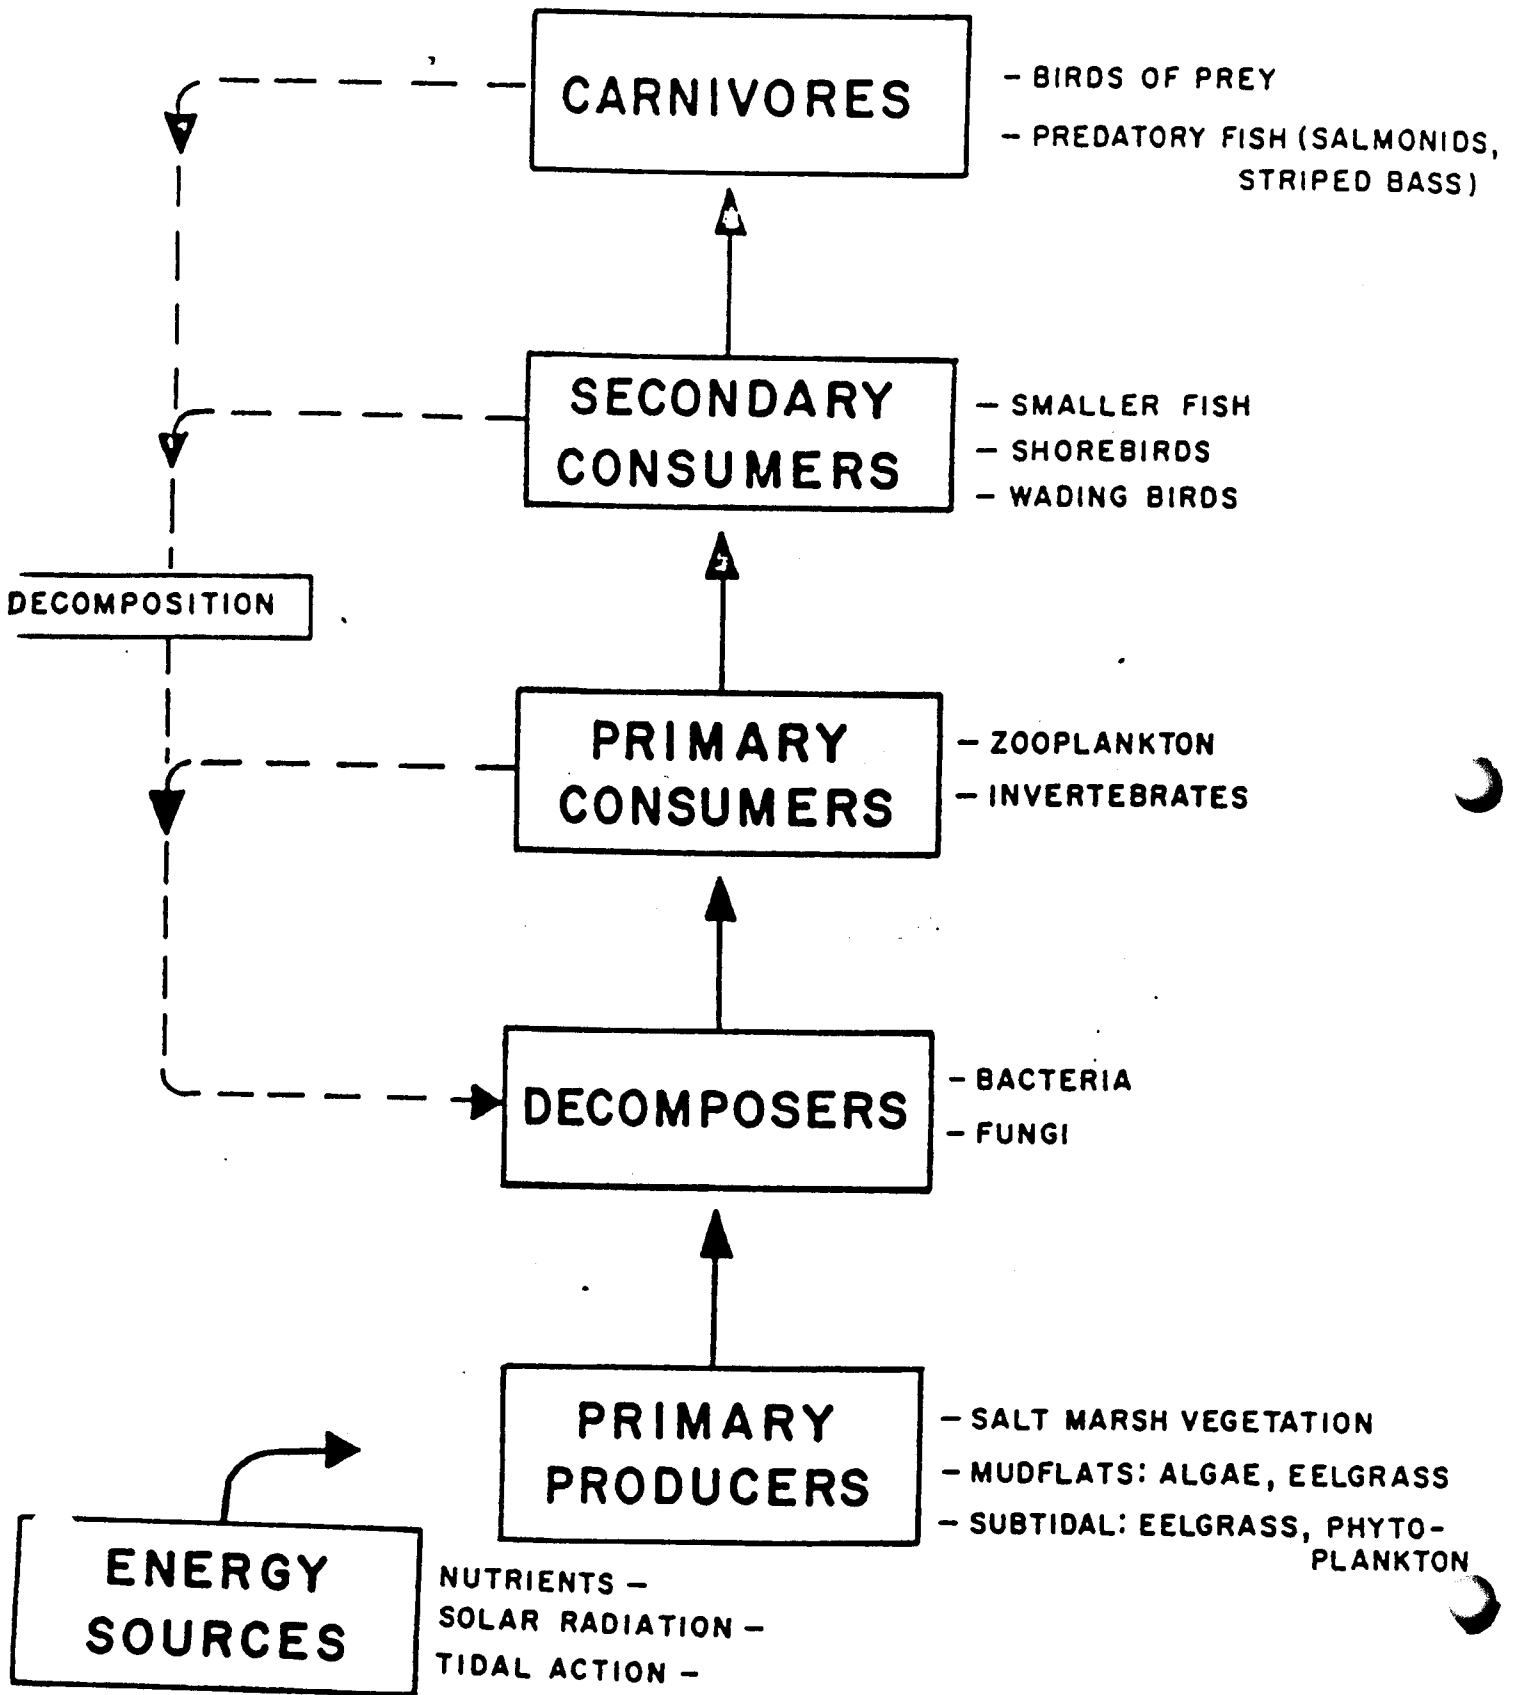 CARNIVORES
- BIRDS OF PREY
- PREDATORY FISH (SALMONIDS,
STRIPED BASS)
SECONDARY
CONSUMERS
- SMALLER FISH
- SHOREBIRDS
- WADING BIRDS
DECOMPOSITION
PRIMARY
CONSUMERS
- ZOOPLANKTON
- INVERTEBRATES
DECOMPOSERS
- BACTERIA
- FUNGI
PRIMARY
PRODUCERS
- SALT MARSH VEGETATION
- MUDFLATS: ALGAE, EELGRASS
- SUBTIDAL: EELGRASS, PHYTO-
PLANKTON
ENERGY
SOURCES
NUTRIENTS -
SOLAR RADIATION -
TIDAL ACTION -